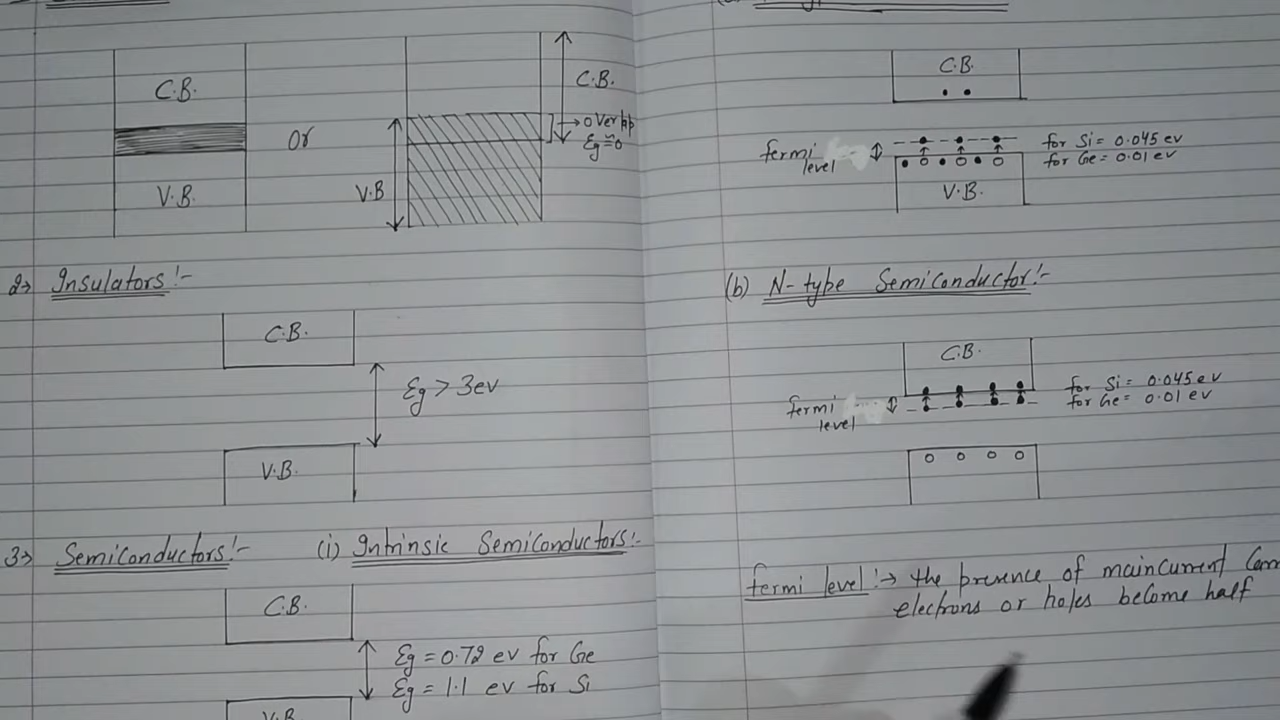 C.B.
V.B.
or
V.B
C.B.
→overlap
Eg ≅ 0
2→ Insulators:-
C.B.
Eg > 3ev
V.B.
3→ Semiconductors:- (i) Intrinsic Semiconductors:-
C.B.
Eg = 0.72 ev for Ge
Eg = 1.1 ev for Si
V.B.
C.B.
fermi level
for Si = 0.045 ev
for Ge = 0.01 ev
V.B.
(b) N-type Semiconductor:-
C.B.
fermi level
for Si = 0.045 ev
for Ge = 0.01 ev
fermi level:→ the presence of maincurrent
electrons or holes become half